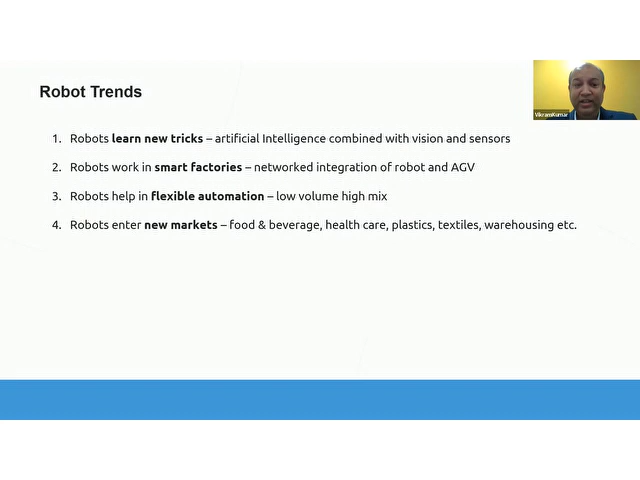 Robot Trends
VikramKumar
1. Robots learn new tricks – artificial Intelligence combined with vision and sensors
2. Robots work in smart factories – networked integration of robot and AGV
3. Robots help in flexible automation – low volume high mix
4. Robots enter new markets – food & beverage, health care, plastics, textiles, warehousing etc.